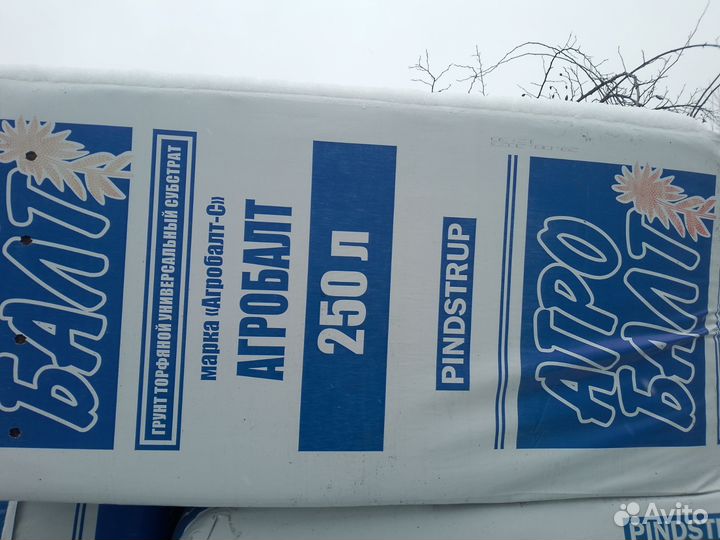 БАЛТ
ГРУНТ ТОРФЯНОЙ УНИВЕРСАЛЬНЫЙ СУБСТРАТ
марка «Агробалт-С»
АГРОБАЛТ
250 л
PINDSTRUP
АГРО
БАЛТ
PINDST
Avito